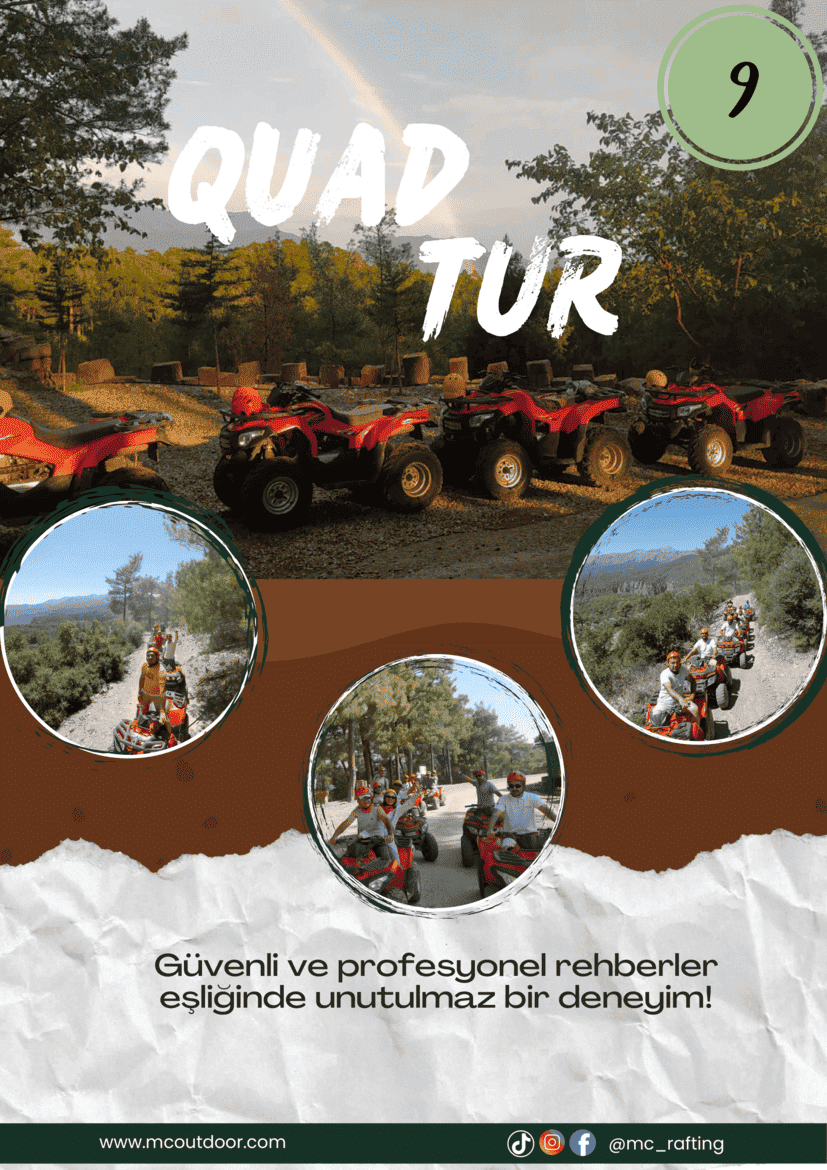 9
QUAD
TUR
Güvenli ve profesyonel rehberler
eşliğinde unutulmaz bir deneyim!
www.mcoutdoor.com
@mc_rafting